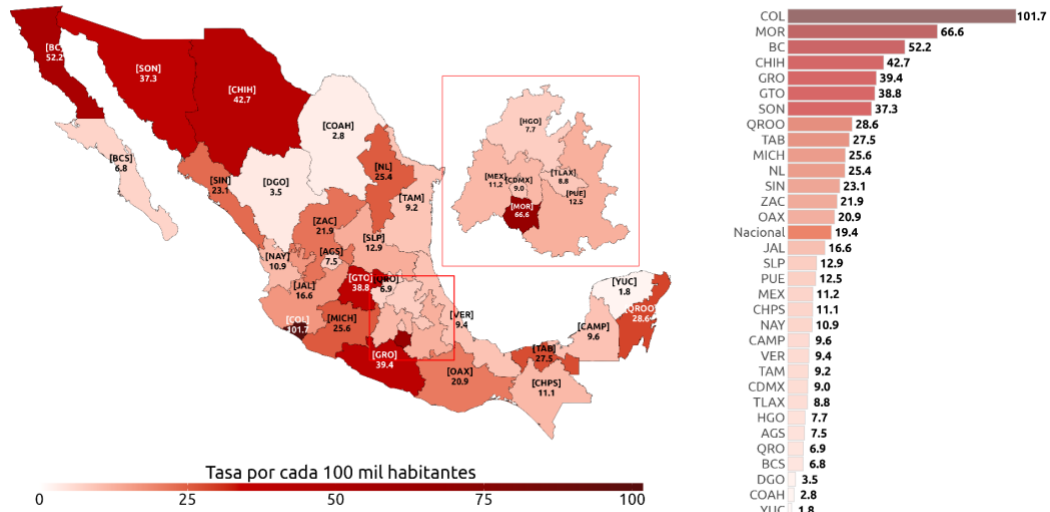 [BC]
52.2
[SON]
37.3
[CHIH]
42.7
[COAH]
2.8
[BCS]
6.8
[SIN]
23.1
[DGO]
3.5
[NL]
25.4
[TAM]
9.2
[ZAC]
21.9
[SLP]
12.9
[NAY]
10.9
[AGS]
7.5
[JAL]
16.6
[GTO]
38.8
[QRO]
6.9
[COL]
101.7
[MICH]
25.6
[VER]
9.4
[GRO]
39.4
[OAX]
20.9
[TAB]
27.5
[CHPS]
11.1
[CAMP]
9.6
[YUC]
1.8
[QROO]
28.6
[HGO]
7.7
[MEX]
11.2
[CDMX]
9.0
[TLAX]
8.8
[PUE]
12.5
[MOR]
66.6
Tasa por cada 100 mil habitantes
0 25 50 75 100
COL 101.7
MOR 66.6
BC 52.2
CHIH 42.7
GRO 39.4
GTO 38.8
SON 37.3
QROO 28.6
TAB 27.5
MICH 25.6
NL 25.4
SIN 23.1
ZAC 21.9
OAX 20.9
Nacional 19.4
JAL 16.6
SLP 12.9
PUE 12.5
MEX 11.2
CHPS 11.1
NAY 10.9
CAMP 9.6
VER 9.4
TAM 9.2
CDMX 9.0
TLAX 8.8
HGO 7.7
AGS 7.5
QRO 6.9
BCS 6.8
DGO 3.5
COAH 2.8
YUC 1.8